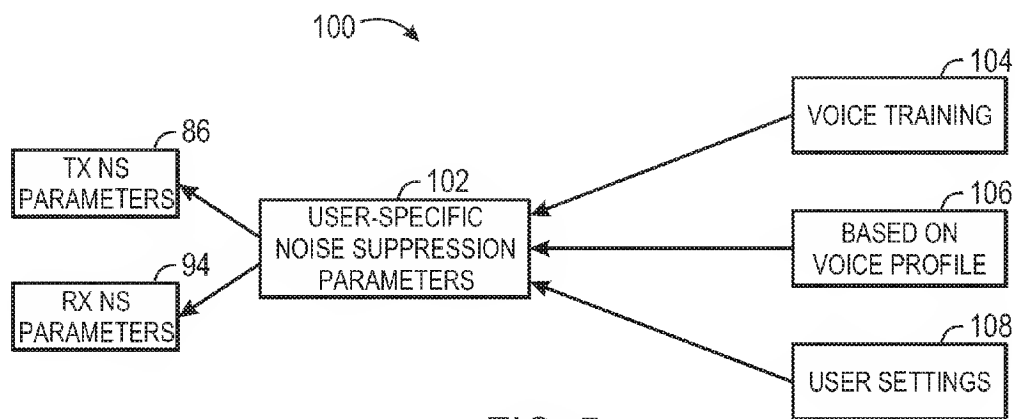 100
104
VOICE TRAINING
86
TX NS
PARAMETERS
102
USER-SPECIFIC
NOISE SUPPRESSION
PARAMETERS
106
BASED ON
VOICE PROFILE
94
RX NS
PARAMETERS
108
USER SETTINGS